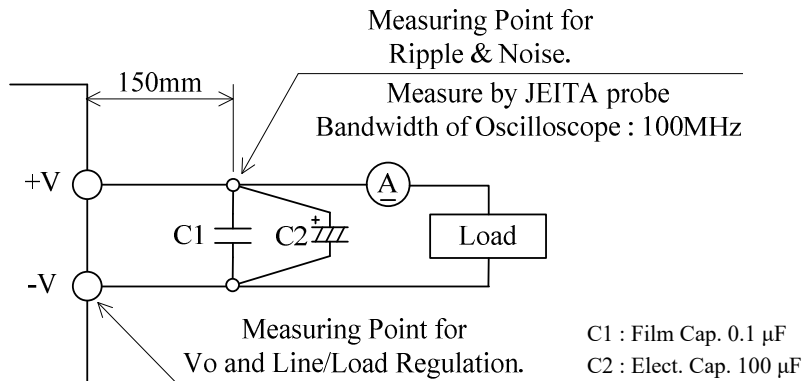 Measuring Point for
Ripple & Noise.
150mm
Measure by JEITA probe
Bandwidth of Oscilloscope : 100MHz
+V
A
C1
+
C2
Load
-V
Measuring Point for
Vo and Line/Load Regulation.
C1 : Film Cap. 0.1 μF
C2 : Elect. Cap. 100 μF